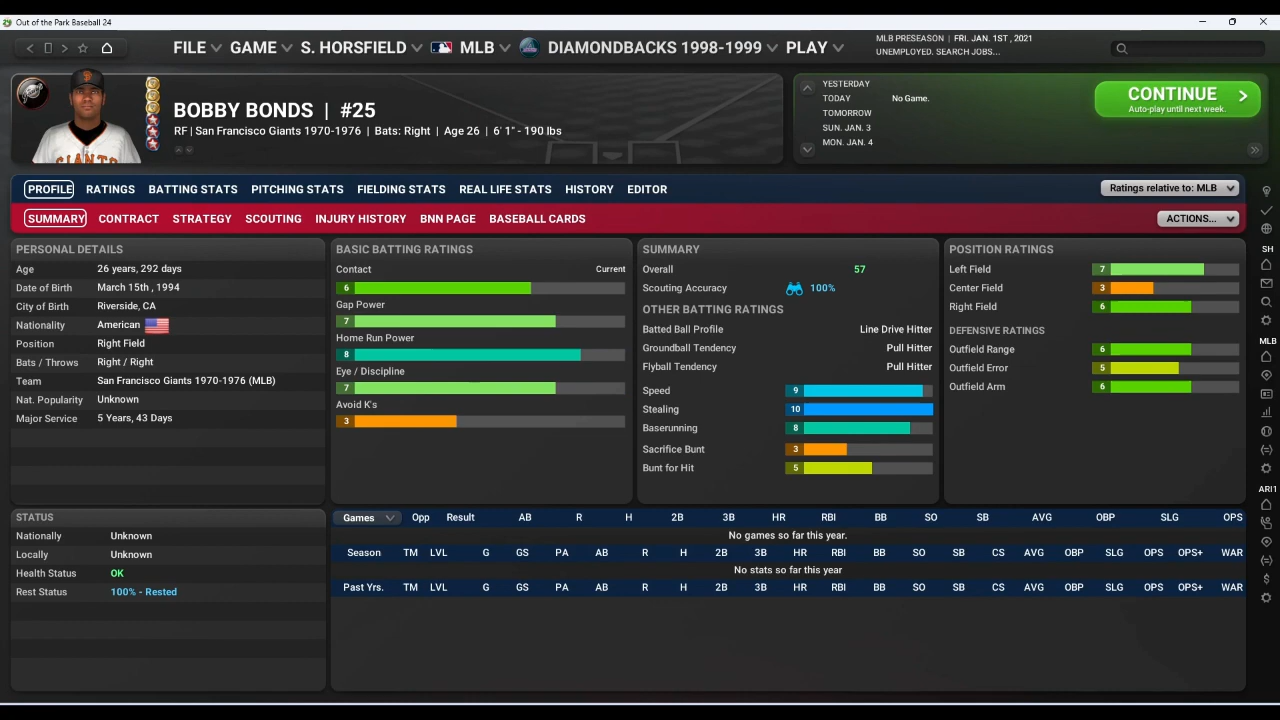 Out of the Park Baseball 24
FILE GAME S. HORSFIELD MLB DIAMONDBACKS 1998-1999 PLAY
MLB PRESEASON | FRI. JAN. 1ST, 2021
UNEMPLOYED. SEARCH JOBS...
BOBBY BONDS | #25
RF | San Francisco Giants 1970-1976 | Bats: Right | Age 26 | 6' 1" - 190 lbs
YESTERDAY
TODAY No Game.
TOMORROW
SUN. JAN. 3
MON. JAN. 4
CONTINUE
Auto-play until next week.
PROFILE RATINGS BATTING STATS PITCHING STATS FIELDING STATS REAL LIFE STATS HISTORY EDITOR
Ratings relative to: MLB
SUMMARY CONTRACT STRATEGY SCOUTING INJURY HISTORY BNN PAGE BASEBALL CARDS
ACTIONS...
PERSONAL DETAILS
Age 26 years, 292 days
Date of Birth March 15th , 1994
City of Birth Riverside, CA
Nationality American
Position Right Field
Bats / Throws Right / Right
Team San Francisco Giants 1970-1976 (MLB)
Nat. Popularity Unknown
Major Service 5 Years, 43 Days
BASIC BATTING RATINGS
Contact Current
6
Gap Power
7
Home Run Power
8
Eye / Discipline
7
Avoid K's
3
SUMMARY
Overall 57
Scouting Accuracy 100%
OTHER BATTING RATINGS
Batted Ball Profile Line Drive Hitter
Groundball Tendency Pull Hitter
Flyball Tendency Pull Hitter
Speed 9
Stealing 10
Baserunning 8
Sacrifice Bunt 3
Bunt for Hit 5
POSITION RATINGS
Left Field 7
Center Field 3
Right Field 6
DEFENSIVE RATINGS
Outfield Range 6
Outfield Error 5
Outfield Arm 6
SH
MLB
ARI1
STATUS
Nationally Unknown
Locally Unknown
Health Status OK
Rest Status 100% - Rested
Games Opp Result AB R H 2B 3B HR RBI BB SO SB AVG OBP SLG OPS
No games so far this year.
Season TM LVL G GS PA AB R H 2B 3B HR RBI BB SO SB CS AVG OBP SLG OPS OPS+ WAR
No stats so far this year
Past Yrs. TM LVL G GS PA AB R H 2B 3B HR RBI BB SO SB CS AVG OBP SLG OPS OPS+ WAR